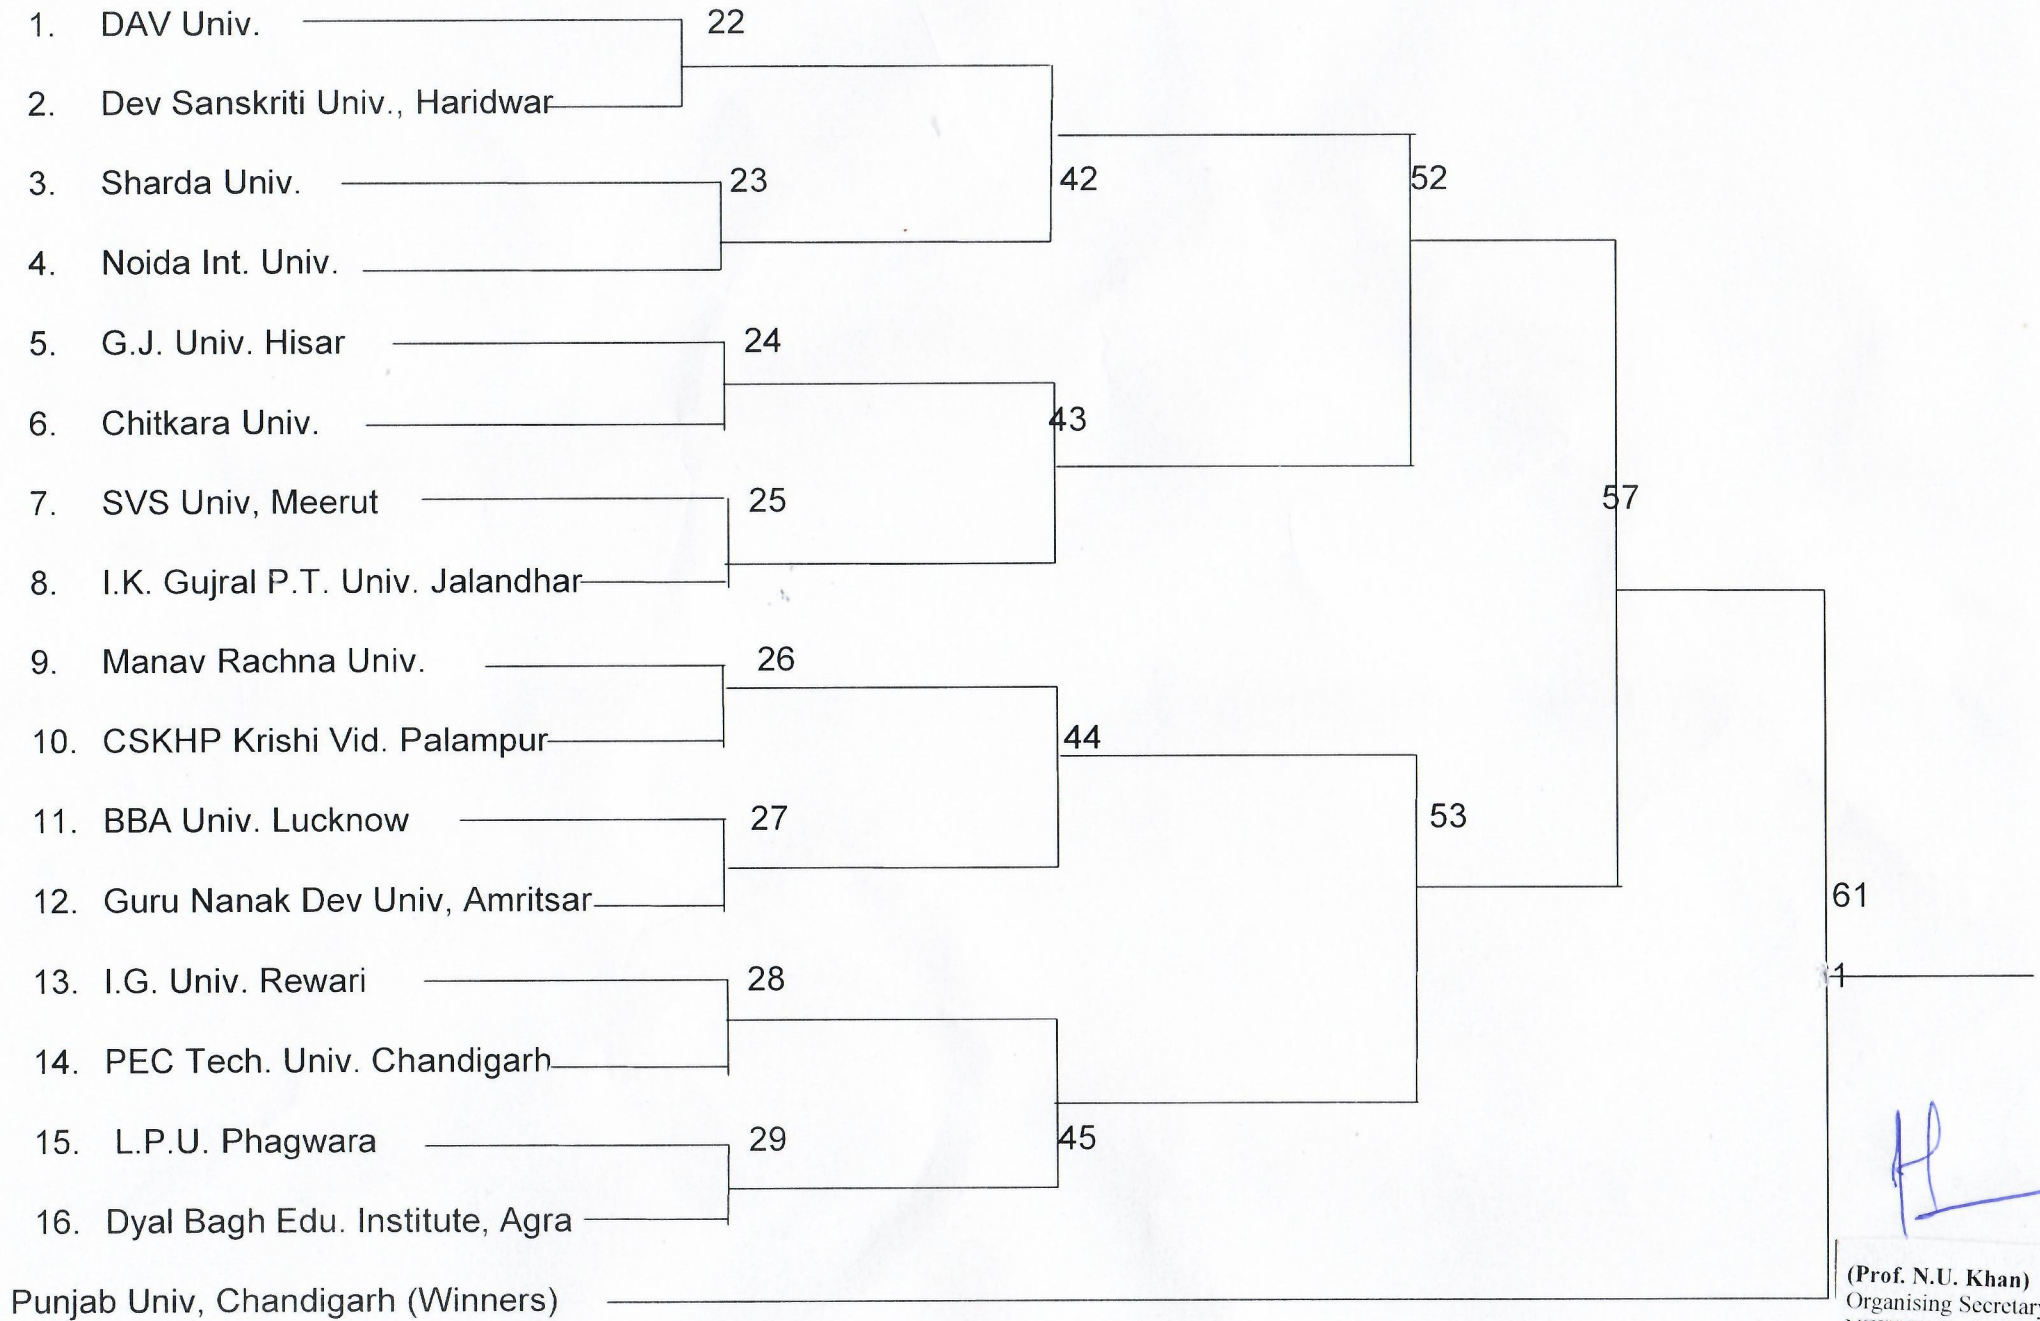 1. DAV Univ. 22
2. Dev Sanskriti Univ., Haridwar
3. Sharda Univ. 23 42 52
4. Noida Int. Univ.
5. G.J. Univ. Hisar 24
6. Chitkara Univ. 43
7. SVS Univ, Meerut 25 57
8. I.K. Gujral P.T. Univ. Jalandhar
9. Manav Rachna Univ. 26
10. CSKHP Krishi Vid. Palampur 44
11. BBA Univ. Lucknow 27 53
12. Guru Nanak Dev Univ, Amritsar 61
13. I.G. Univ. Rewari 28 1
14. PEC Tech. Univ. Chandigarh
15. L.P.U. Phagwara 29 45
16. Dyal Bagh Edu. Institute, Agra
Punjab Univ, Chandigarh (Winners)
(Prof. N.U. Khan)
Organising Secretar